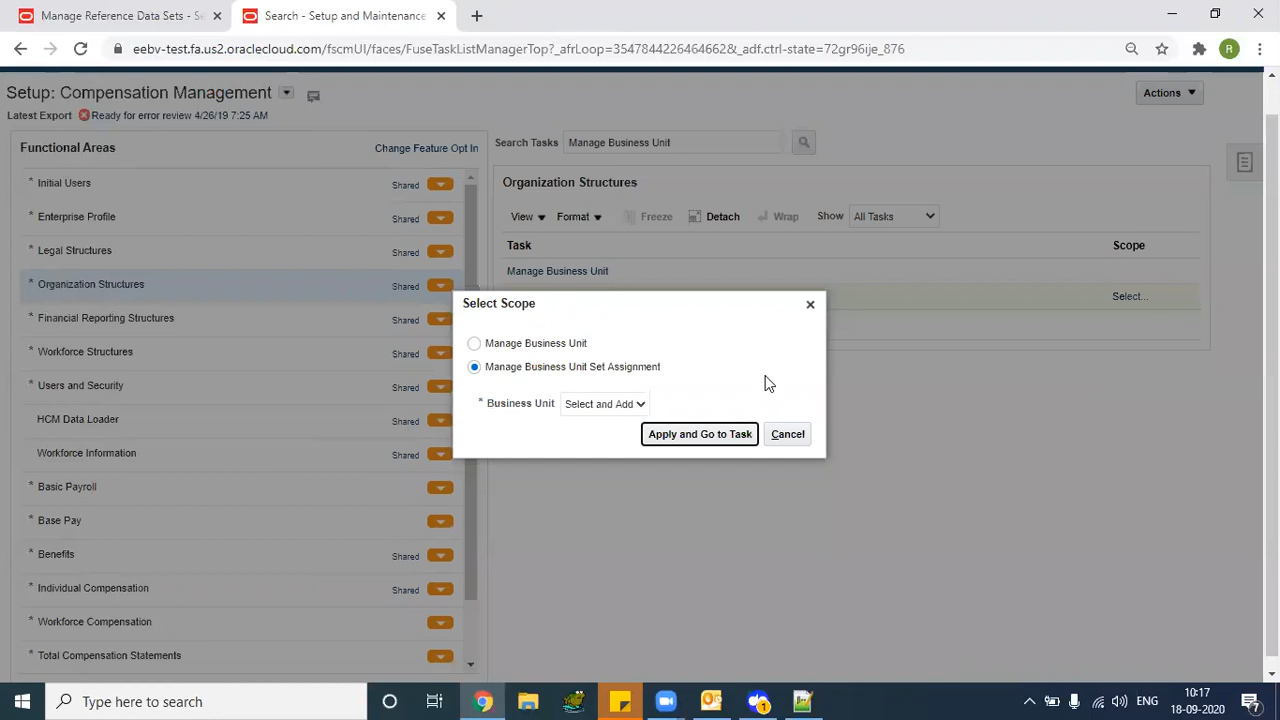 Manage Reference Data Sets - Se
Search - Setup and Maintenance
eebv-test.fa.us2.oraclecloud.com/fscmUI/faces/FuseTaskListManagerTop?_afrLoop=3547844226464662&_adf.ctrl-state=72gr96ije_876
R
Setup: Compensation Management
Actions
Latest Export Ready for error review 4/26/19 7:25 AM
Functional Areas
Change Feature Opt In
Search Tasks Manage Business Unit
* Initial Users Shared
* Enterprise Profile Shared
* Legal Structures Shared
* Organization Structures Shared
* Financial Reporting Structures Shared
* Workforce Structures Shared
* Users and Security Shared
HCM Data Loader Shared
Workforce Information Shared
* Basic Payroll
* Base Pay
* Benefits Shared
* Individual Compensation Shared
* Workforce Compensation
* Total Compensation Statements
Organization Structures
View Format Freeze Detach Wrap Show All Tasks
Task Scope
Manage Business Unit
Select...
Select Scope
Manage Business Unit
Manage Business Unit Set Assignment
* Business Unit Select and Add
Apply and Go to Task Cancel
Type here to search
1
ENG
10:17
18-09-2020
7